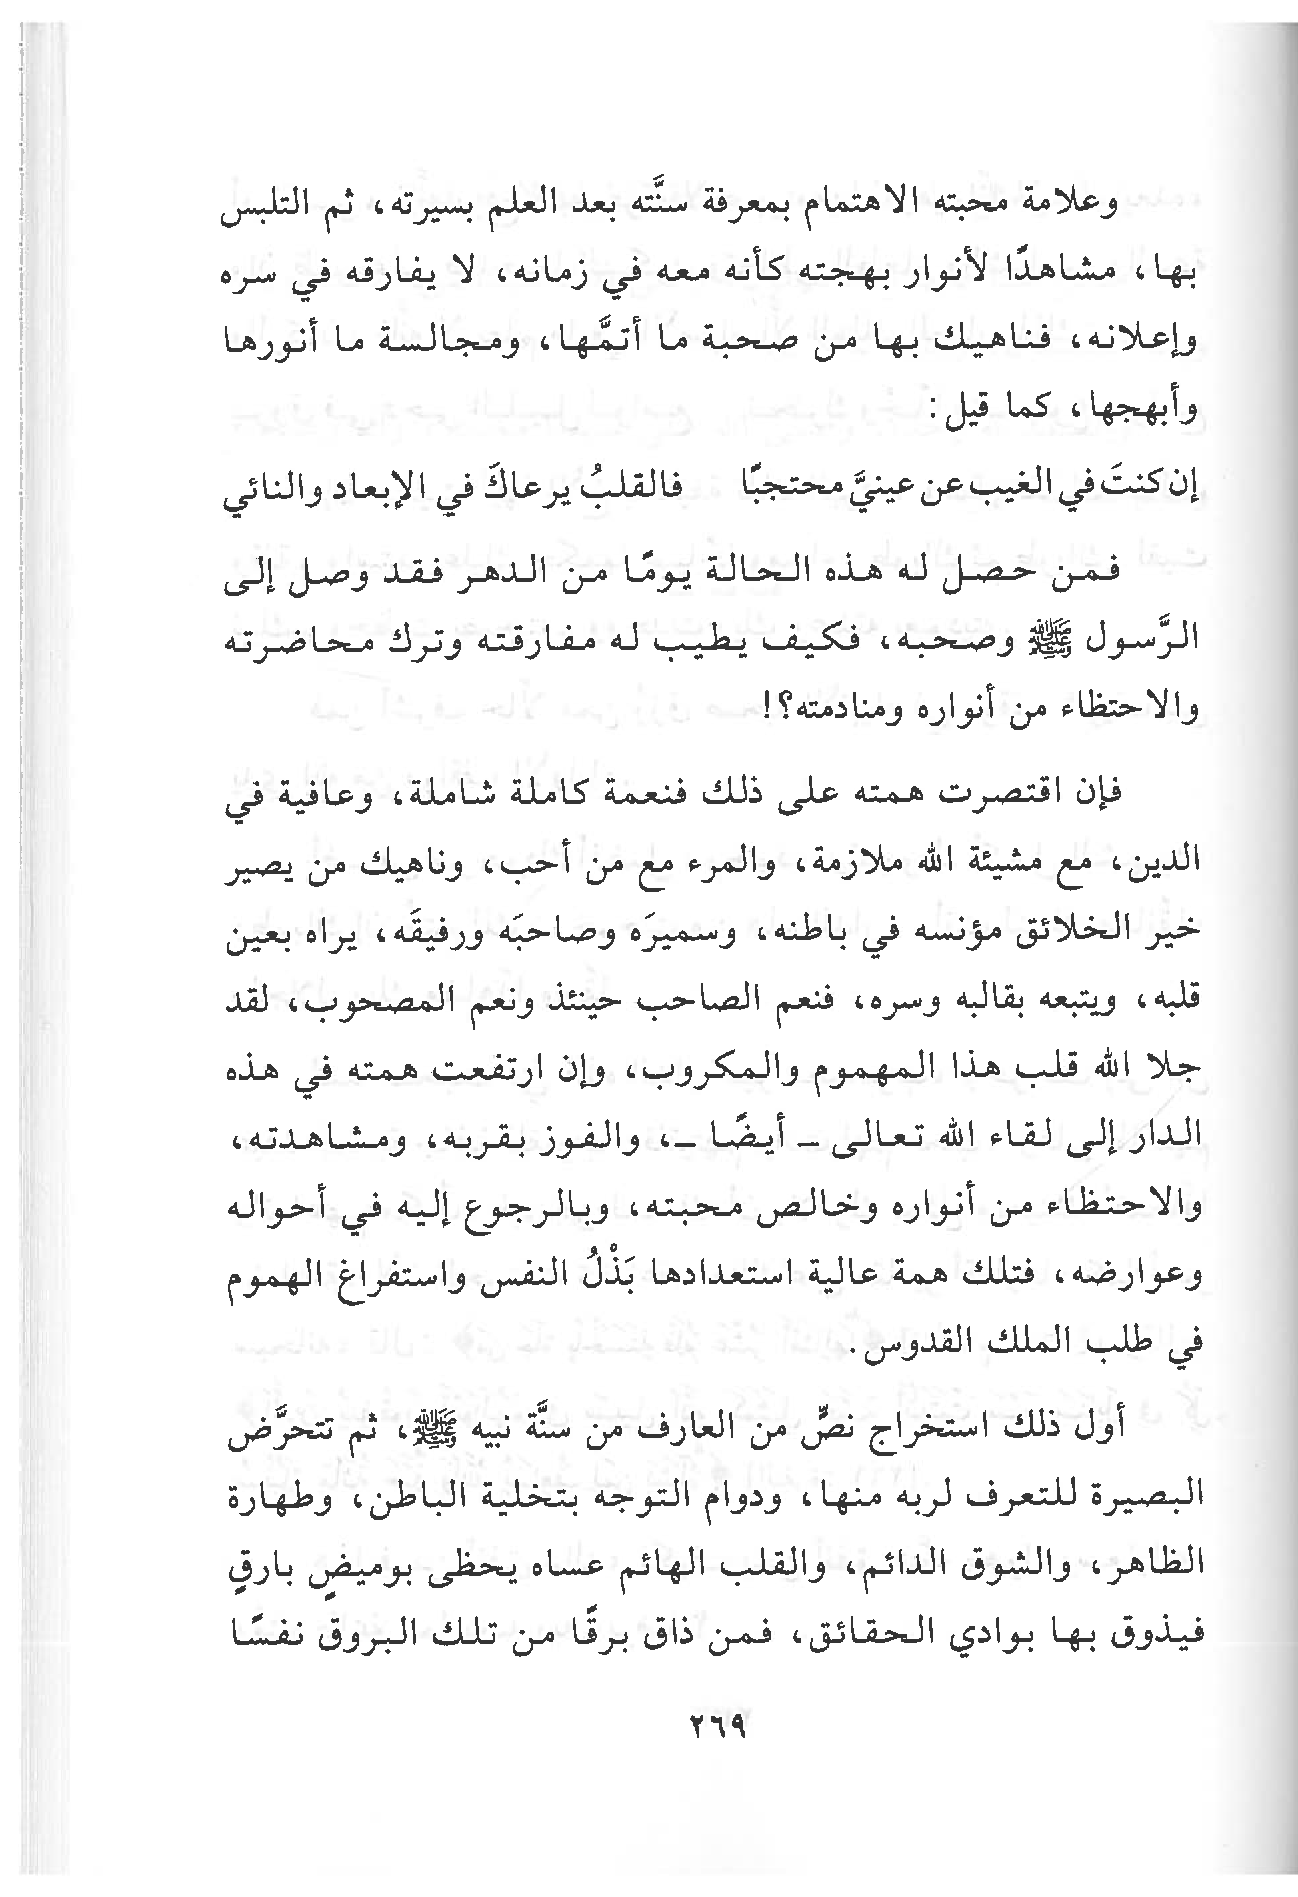 وعلامة محبته الاهتمام بمعرفة سنَّته بعد العلم بسيرته، ثم التلبس
بها، مشاهدًا لأنوار بهجته كأنه معه في زمانه، لا يفارقه في سره
وإعلانه، فناهيك بها من صحبة ما أتمَّها، ومجالسة ما أنورها
وأبهجها، كما قيل:
إن كنتَ في الغيب عن عينيَّ محتجبًا فالقلبُ يرعاكَ في الإبعاد والنائي
فمن حصل له هذه الحالة يومًا من الدهر فقد وصل إلى
الرَّسول ﷺ وصحبه، فكيف يطيب له مفارقته وترك محاضرته
والاحتظاء من أنواره ومنادمته؟!
فإن اقتصرت همته على ذلك فنعمة كاملة شاملة، وعافية في
الدين، مع مشيئة الله ملازمة، والمرء مع من أحب، وناهيك من يصير
خير الخلائق مؤنسه في باطنه، وسميرَه وصاحبَه ورفيقَه، يراه بعين
قلبه، ويتبعه بقالبه وسره، فنعم الصاحب حينئذ ونعم المصحوب، لقد
جلا الله قلب هذا المهموم والمكروب، وإن ارتفعت همته في هذه
الدار إلى لقاء الله تعالى - أيضًا -، والفوز بقربه، ومشاهدته،
والاحتظاء من أنواره وخالص محبته، وبالرجوع إليه في أحواله
وعوارضه، فتلك همة عالية استعدادها بَذْلُ النفس واستفراغ الهموم
في طلب الملك القدوس.
أول ذلك استخراج نصٍّ من العارف من سنَّة نبيه ﷺ، ثم تتحرَّض
البصيرة للتعرف لربه منها، ودوام التوجه بتخلية الباطن، وطهارة
الظاهر، والشوق الدائم، والقلب الهائم عساه يحظى بوميضٍ بارقٍ
فيذوق بها بوادي الحقائق، فمن ذاق برقًا من تلك البروق نفسًا
٢٦٩